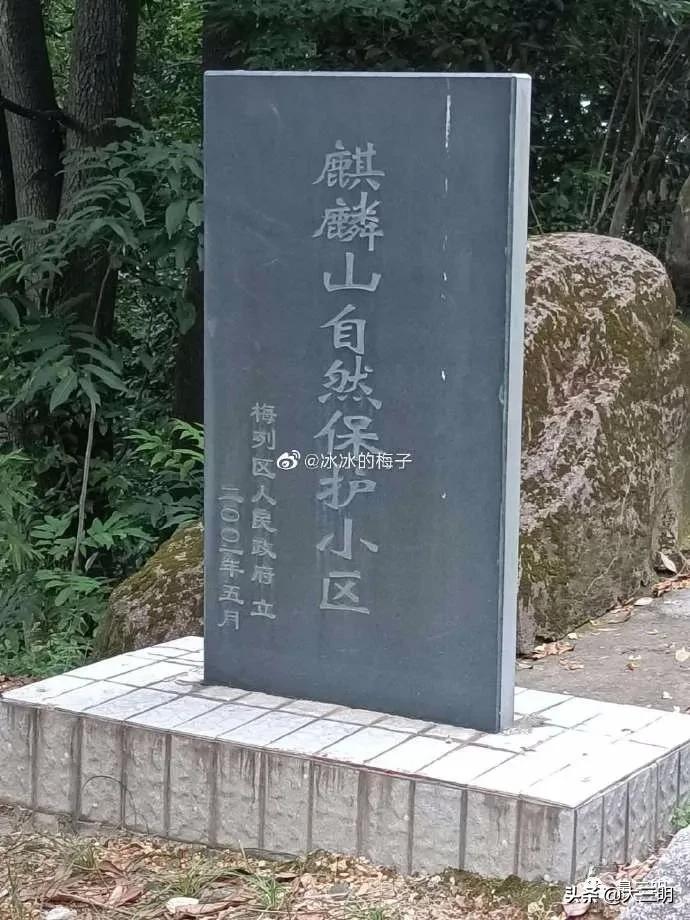 麒麟山自然保护小区
梅列区人民政府立
二〇〇一年五月
@冰冰的梅子
头条@大三明